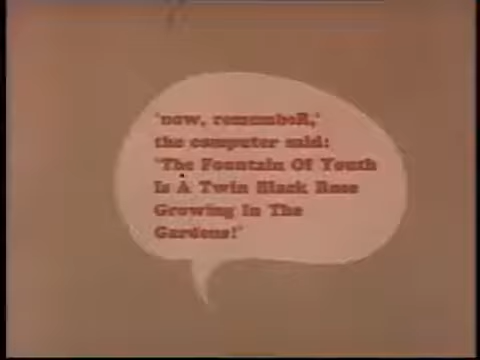 'now, remembeR,'
the computer said:
'The Fountain Of Youth
Is A Twin Black Rose
Growing In The
Gardens!'